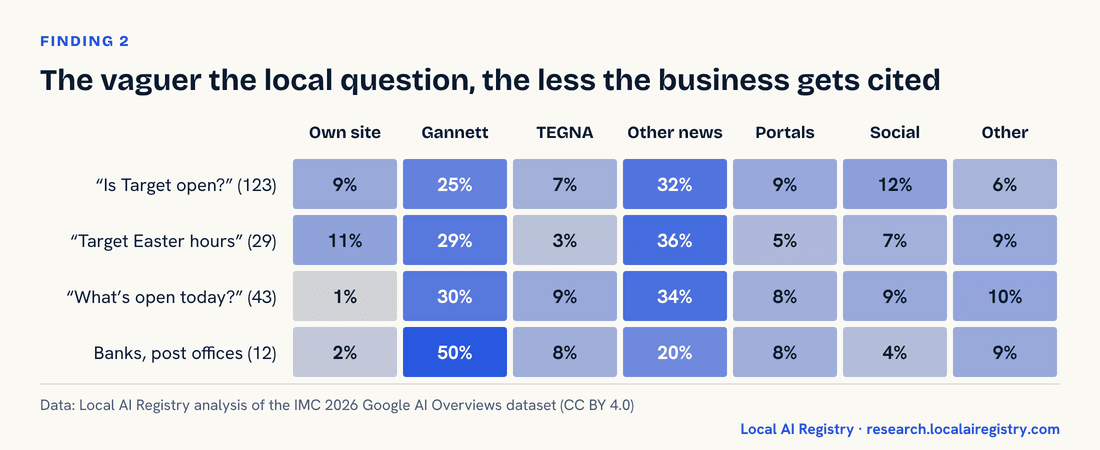 FINDING 2
The vaguer the local question, the less the business gets cited
Own site Gannett TEGNA Other news Portals Social Other
“Is Target open?” (123) 9% 25% 7% 32% 9% 12% 6%
“Target Easter hours” (29) 11% 29% 3% 36% 5% 7% 9%
“What’s open today?” (43) 1% 30% 9% 34% 8% 9% 10%
Banks, post offices (12) 2% 50% 8% 20% 8% 4% 9%
Data: Local AI Registry analysis of the IMC 2026 Google AI Overviews dataset (CC BY 4.0)
Local AI Registry · research.localairegistry.com